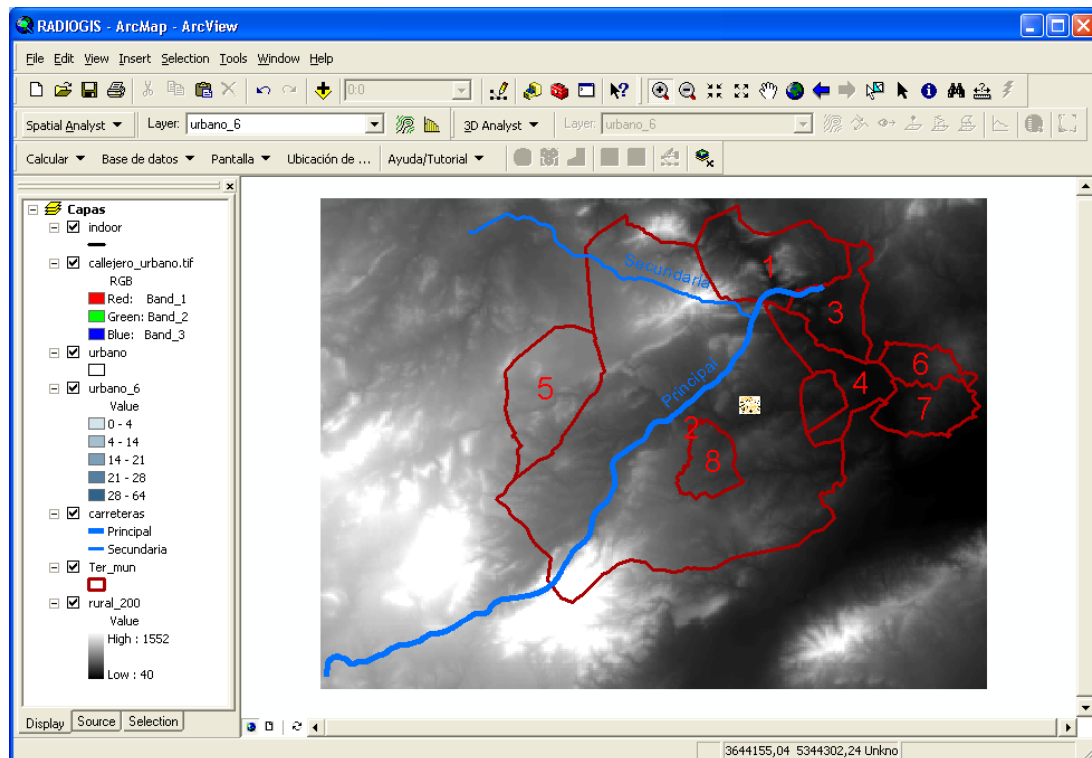 RADIOGIS - ArcMap - ArcView
File Edit View Insert Selection Tools Window Help
0.0
Spatial Analyst Layer: urbano_6 3D Analyst Layer: urbano_6
Calcular Base de datos Pantalla Ubicación de ... Ayuda/Tutorial
Capas
indoor
callejero_urbano.tif
RGB
Red: Band_1
Green: Band_2
Blue: Band_3
urbano
urbano_6
Value
0 - 4
4 - 14
14 - 21
21 - 28
28 - 64
carreteras
Principal
Secundaria
Ter_mun
rural_200
Value
High : 1552
Low : 40
Display Source Selection
Secundaria
1
3
Principal
5
6
4
7
2
8
3644155,04 5344302,24 Unkno